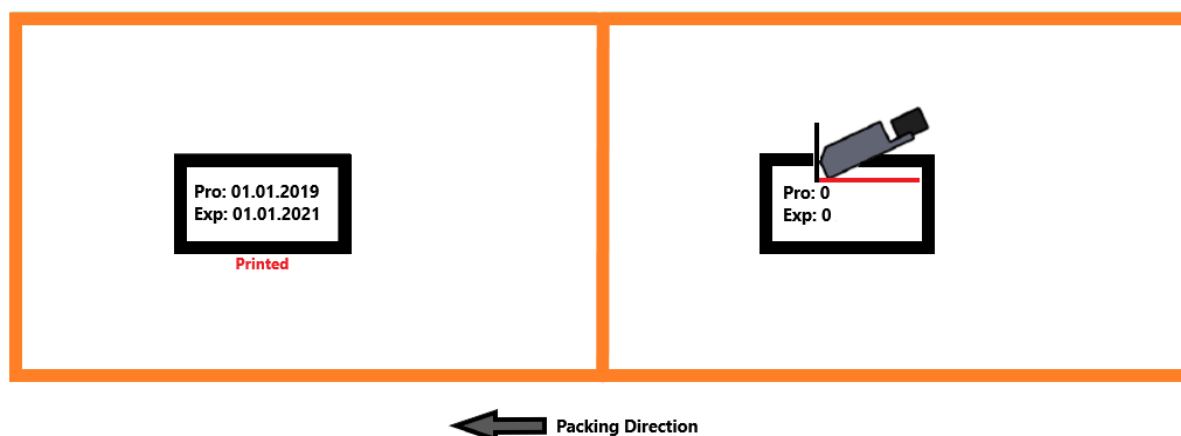 Pro: 01.01.2019
Exp: 01.01.2021
Printed
Pro: 0
Exp: 0
Packing Direction